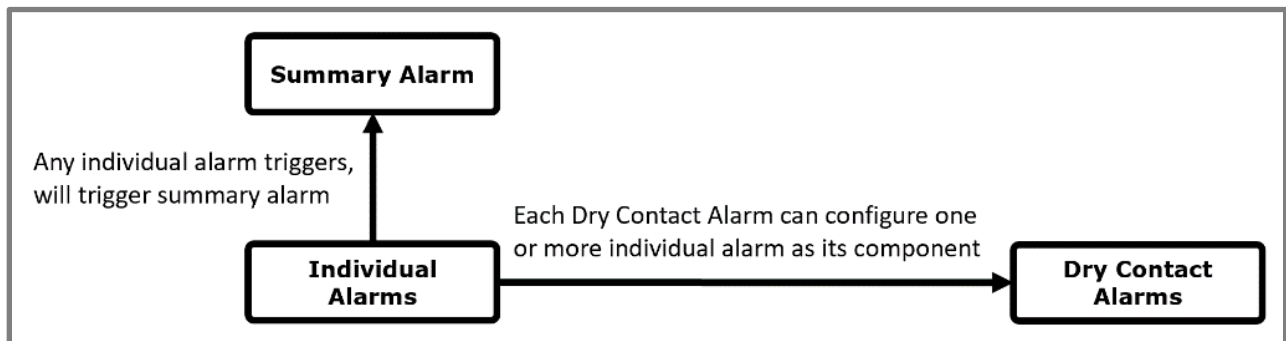 Summary Alarm
Any individual alarm triggers,
will trigger summary alarm
Each Dry Contact Alarm can configure one
or more individual alarm as its component
Individual
Alarms
Dry Contact
Alarms